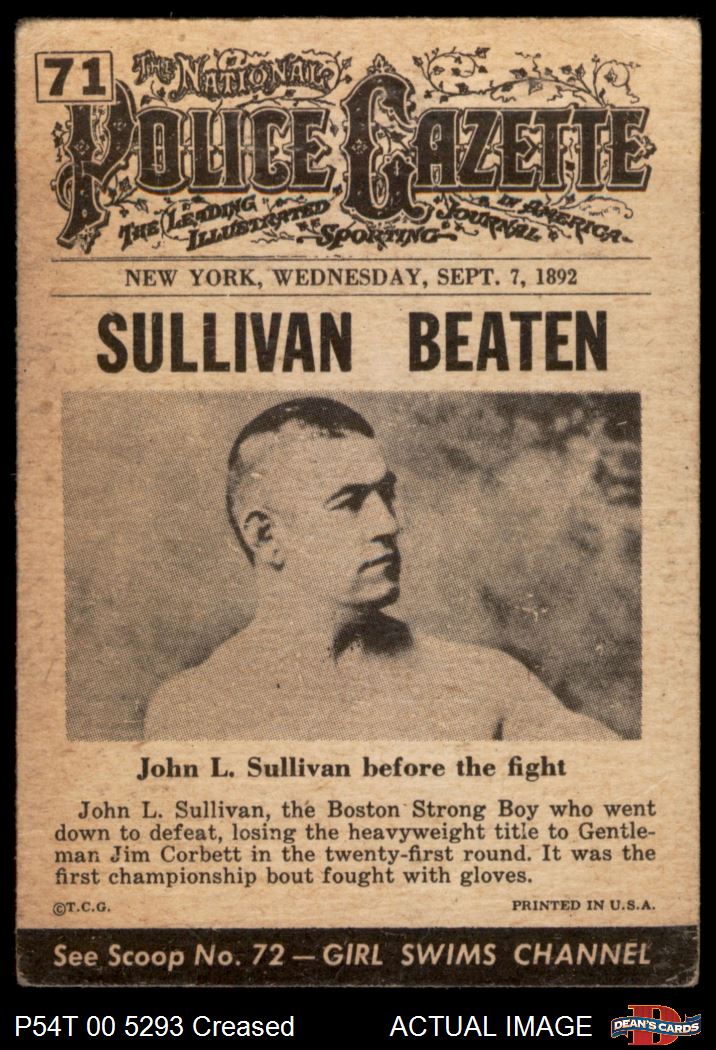 71
The National
Police Gazette
The Leading Illustrated Sporting Journal in America.
NEW YORK, WEDNESDAY, SEPT. 7, 1892
SULLIVAN BEATEN
John L. Sullivan before the fight
John L. Sullivan, the Boston Strong Boy who went
down to defeat, losing the heavyweight title to Gentle-
man Jim Corbett in the twenty-first round. It was the
first championship bout fought with gloves.
©T.C.G. PRINTED IN U.S.A.
See Scoop No. 72 — GIRL SWIMS CHANNEL
P54T 00 5293 Creased ACTUAL IMAGE
DEAN'S CARDS